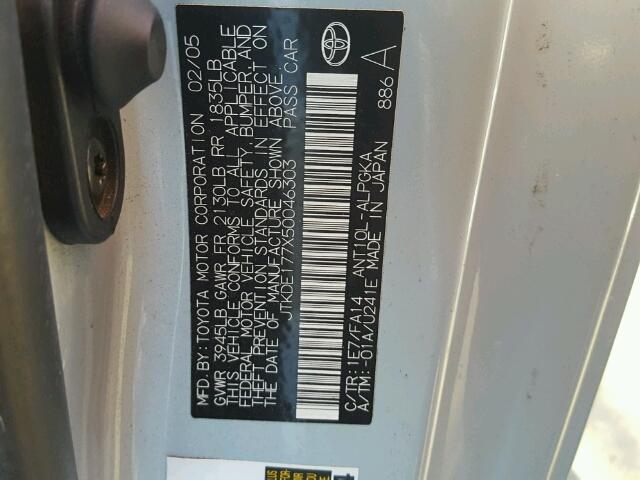 MFD. BY: TOYOTA MOTOR CORPORATION 02/05
GVWR 3945LB GAWR FR 2130LB RR 1835LB
THIS VEHICLE CONFORMS TO ALL APPLICABLE
FEDERAL MOTOR VEHICLE SAFETY, BUMPER, AND
THEFT PREVENTION STANDARDS IN EFFECT ON
THE DATE OF MANUFACTURE SHOWN ABOVE.
JTKDE177X50046303 PASS CAR
C/TR: 1E7/FA14 ANT10L-ALPGKA
A/TM: -01A/U241E MADE IN JAPAN
886 A